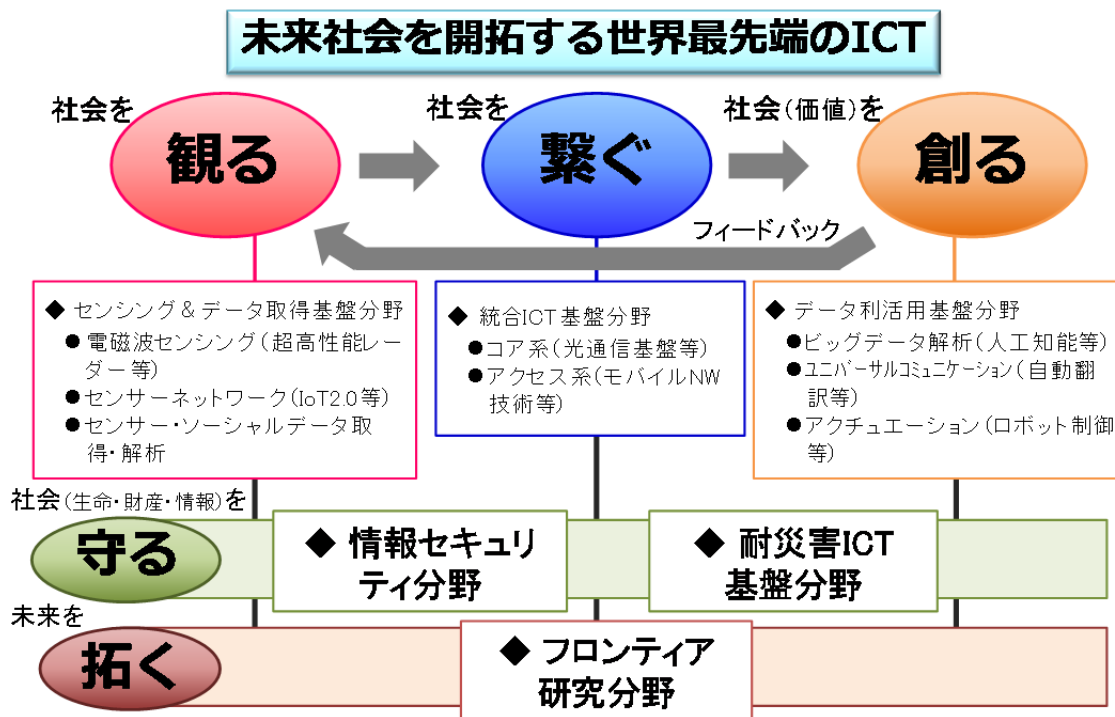 未来社会を開拓する世界最先端のICT
社会を
観る
社会を
繋ぐ
社会(価値)を
創る
フィードバック
◆ センシング&データ取得基盤分野
● 電磁波センシング(超高性能レー
ダー等)
● センサーネットワーク(IoT2.0等)
● センサー・ソーシャルデータ取
得・解析
◆ 統合ICT基盤分野
● コア系(光通信基盤等)
● アクセス系(モバイルNW
技術等)
◆ データ利活用基盤分野
● ビッグデータ解析(人工知能等)
● ユニバーサルコミュニケーション(自動翻
訳等)
● アクチュエーション(ロボット制御
等)
社会(生命・財産・情報)を
守る
◆ 情報セキュリ
ティ分野
◆ 耐災害ICT
基盤分野
未来を
拓く
◆ フロンティア
研究分野